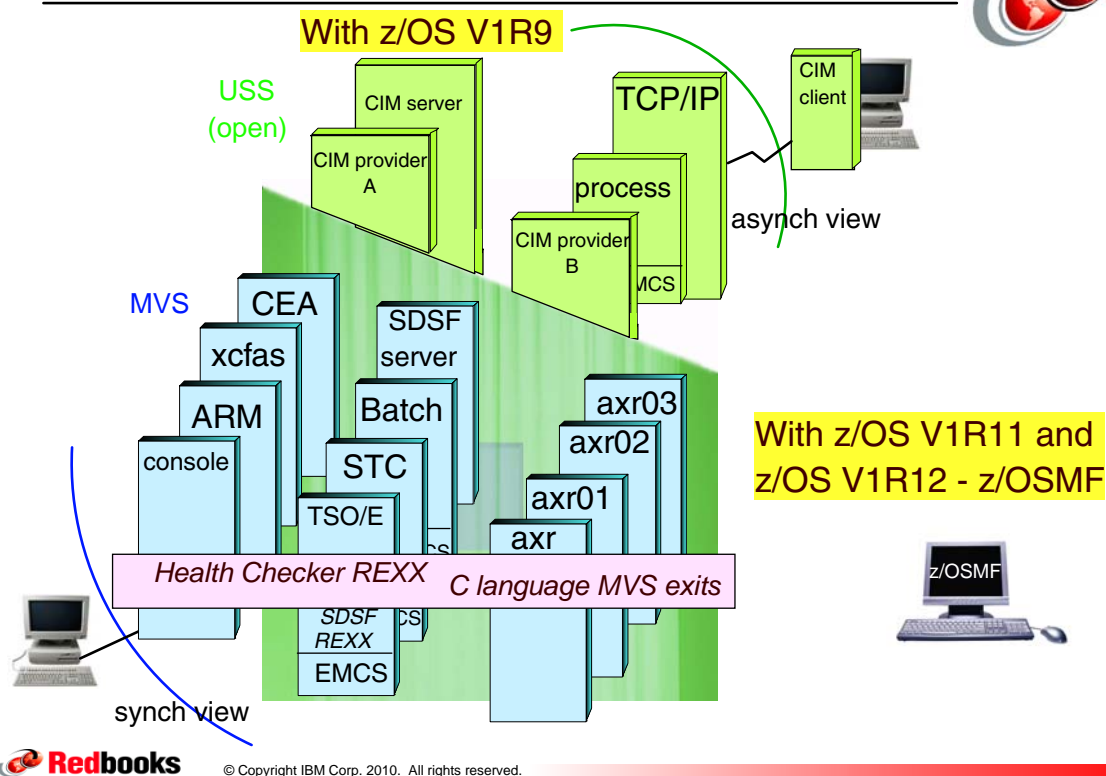 With z/OS V1R9
USS
(open)
CIM server
CIM provider
A
TCP/IP
process
CIM provider
B
MCS
CIM
client
asynch view
MVS
CEA
xcfas
ARM
console
SDSF
server
Batch
STC
TSO/E
CS
axr03
axr02
axr01
axr
With z/OS V1R11 and
z/OS V1R12 - z/OSMF
Health Checker REXX
C language MVS exits
SDSF
REXX
CS
EMCS
z/OSMF
synch view
Redbooks
© Copyright IBM Corp. 2010. All rights reserved.